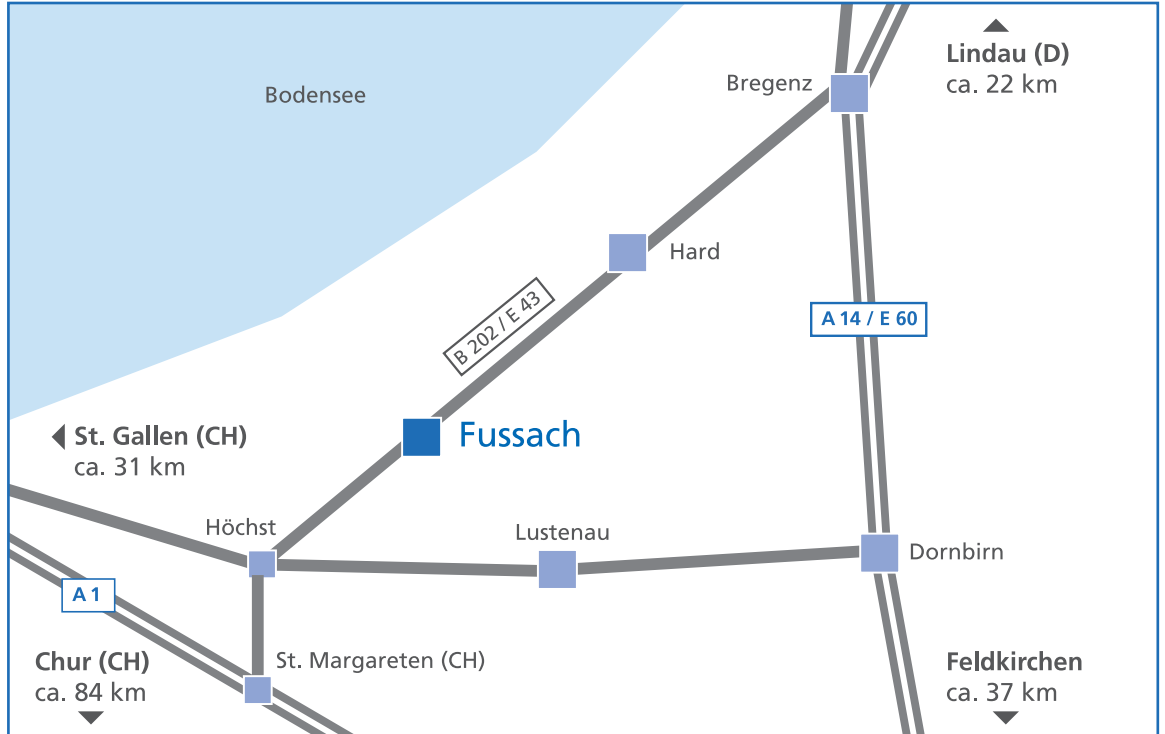 Lindau (D)
ca. 22 km
Bregenz
Bodensee
Hard
B 202 / E 43
A 14 / E 60
St. Gallen (CH)
ca. 31 km
Fussach
Höchst
Lustenau
Dornbirn
A 1
Chur (CH)
ca. 84 km
St. Margareten (CH)
Feldkirchen
ca. 37 km